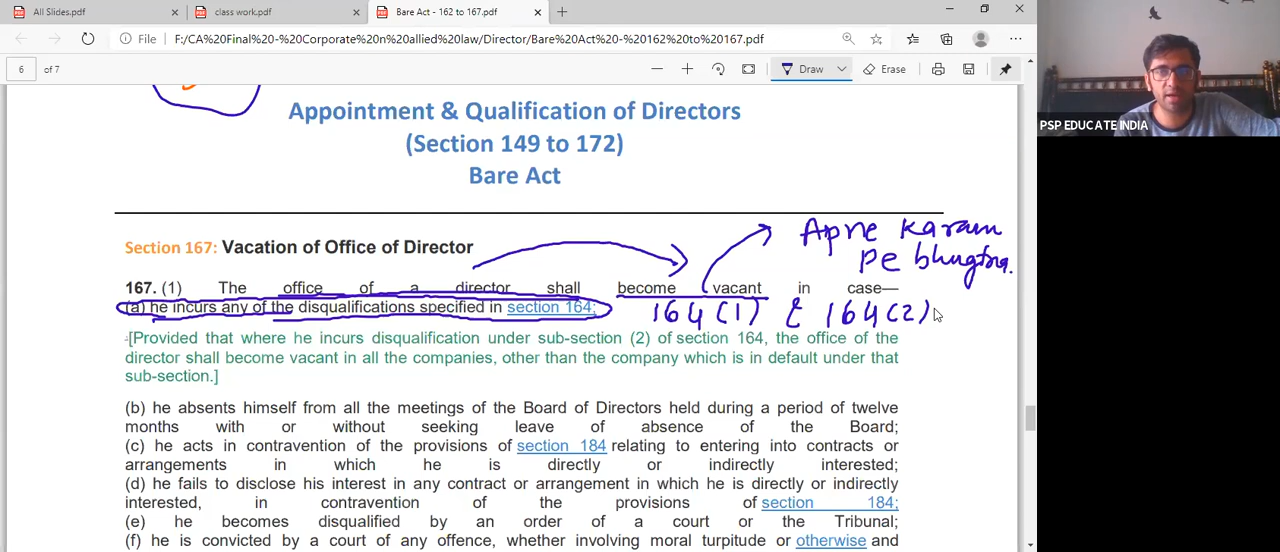 All Slides.pdf
class work.pdf
Bare Act - 162 to 167.pdf
File
F:/CA%20Final%20-%20Corporate%20n%20allied%20law/Director/Bare%20Act%20-%20162%20to%20167.pdf
6
of 7
Draw
Erase
PSP EDUCATE INDIA
Appointment & Qualification of Directors
(Section 149 to 172)
Bare Act
Apne Karam
Pe bhugtna.
Section 167: Vacation of Office of Director
167. (1) The office of a director shall become vacant in case—
(a) he incurs any of the disqualifications specified in section 164;
164 (1) & 164 (2)
[Provided that where he incurs disqualification under sub-section (2) of section 164, the office of the
director shall become vacant in all the companies, other than the company which is in default under that
sub-section.]
(b) he absents himself from all the meetings of the Board of Directors held during a period of twelve
months with or without seeking leave of absence of the Board;
(c) he acts in contravention of the provisions of section 184 relating to entering into contracts or
arrangements in which he is directly or indirectly interested;
(d) he fails to disclose his interest in any contract or arrangement in which he is directly or indirectly
interested, in contravention of the provisions of section 184;
(e) he becomes disqualified by an order of a court or the Tribunal;
(f) he is convicted by a court of any offence, whether involving moral turpitude or otherwise and